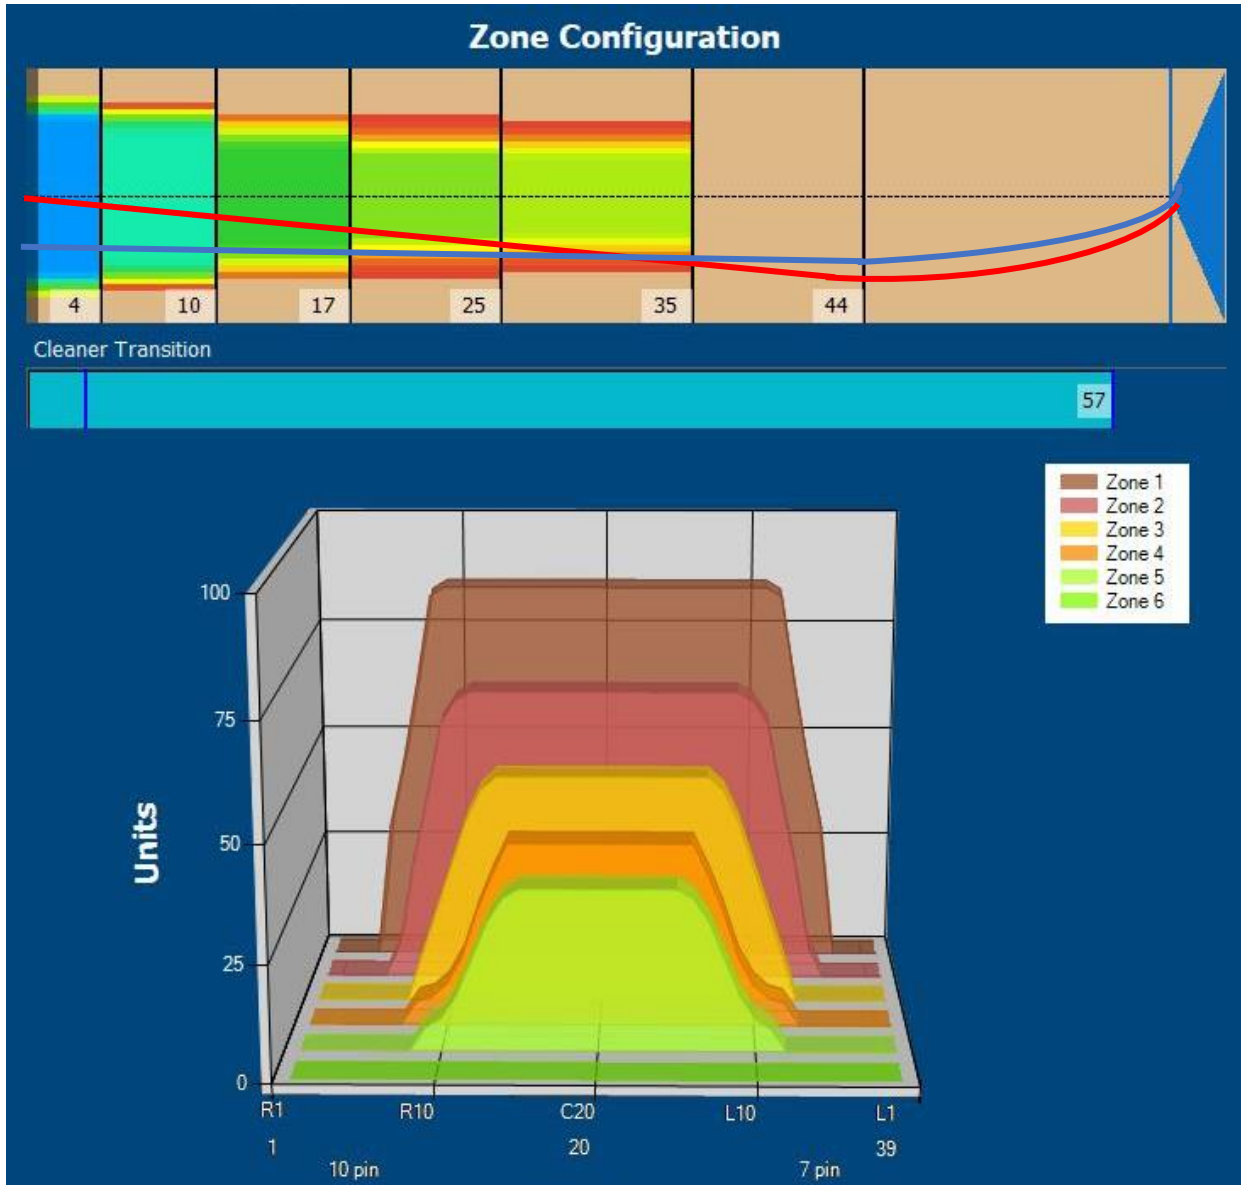 Zone Configuration
4 10 17 25 35 44
Cleaner Transition
57
Zone 1
Zone 2
Zone 3
Zone 4
Zone 5
Zone 6
100
75
50
25
0
Units
R1 R10 C20 L10 L1
1 20 39
10 pin 7 pin